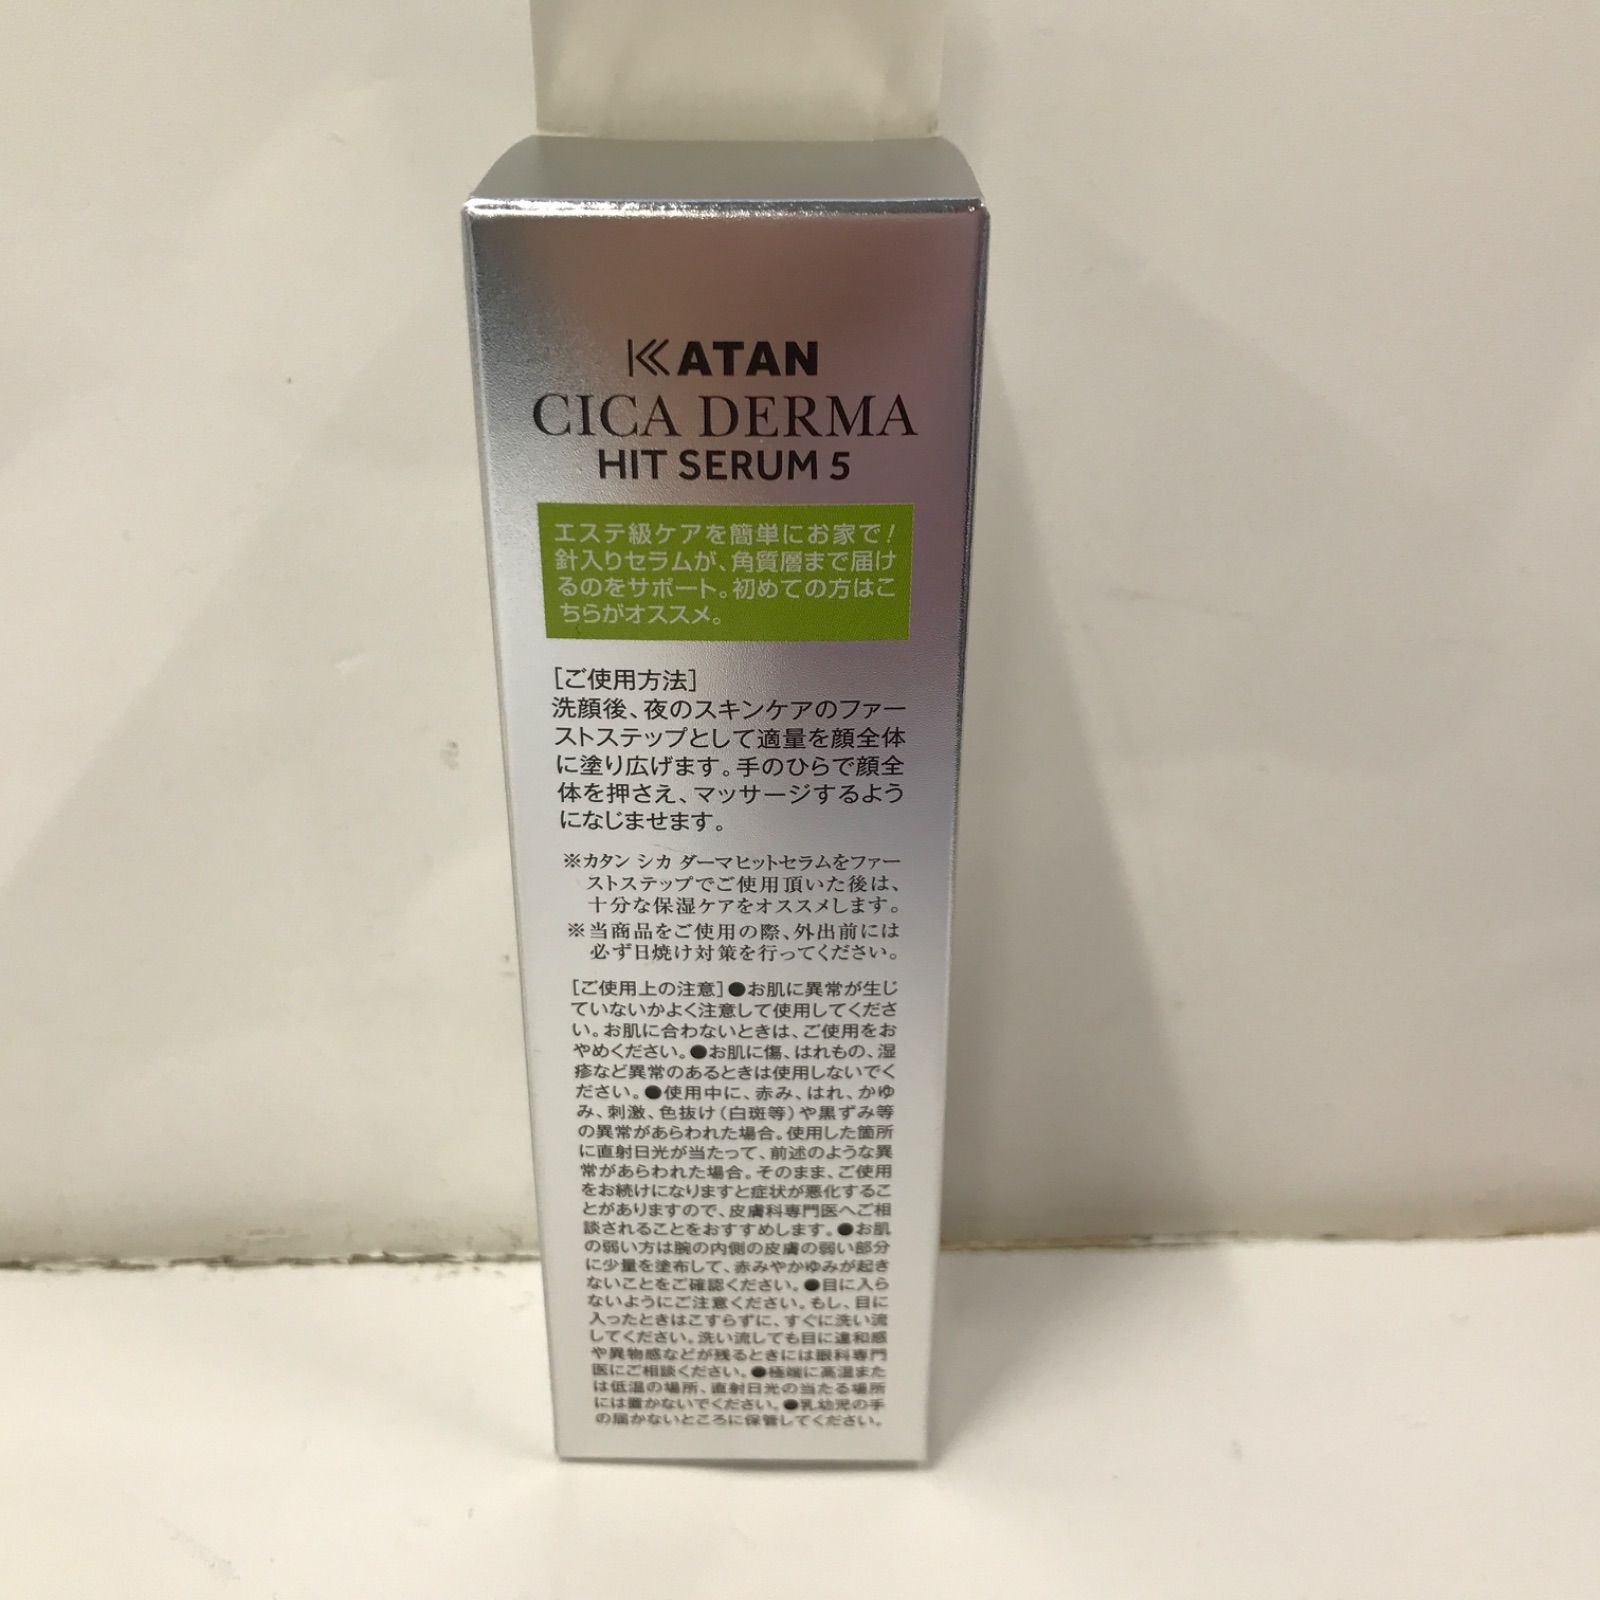 KATAN
CICA DERMA
HIT SERUM 5
エステ級ケアを簡単にお家で!
針入りセラムが、角質層まで届け
るのをサポート。初めての方はこ
ちらがオススメ。
[ご使用方法]
洗顔後、夜のスキンケアのファー
ストステップとして適量を顔全体
に塗り広げます。手のひらで顔全
体を押さえ、マッサージするよう
になじませます。
※カタン シカ ダーマヒットセラムをファー
ストステップでご使用頂いた後は、
十分な保湿ケアをオススメします。
※当商品をご使用の際、外出前には
必ず日焼け対策を行ってください。
[ご使用上の注意]●お肌に異常が生じ
ていないかよく注意して使用してくださ
い。お肌に合わないときは、ご使用をお
やめください。●お肌に傷、はれもの、湿
疹など異常のあるときは使用しないでく
ださい。●使用中に、赤み、はれ、かゆ
み、刺激、色抜け(白斑等)や黒ずみ等
の異常があらわれた場合。使用した箇所
に直射日光が当たって、前述のような異
常があらわれた場合。そのまま、ご使用
をお続けになりますと症状が悪化するこ
とがありますので、皮膚科専門医へご相
談されることをおすすめします。●お肌
の弱い方は腕の内側の皮膚の弱い部分
に少量を塗布して、赤みやかゆみが起き
ないことをご確認ください。●目に入ら
ないようにご注意ください。もし、目に
入ったときはこすらずに、すぐに洗い流
してください。洗い流しても目に違和感
や異物感などが残るときには眼科専門
医にご相談ください。●極端に高温また
は低温の場所、直射日光の当たる場所
には置かないでください。●乳幼児の手
の届かないところに保管してください。